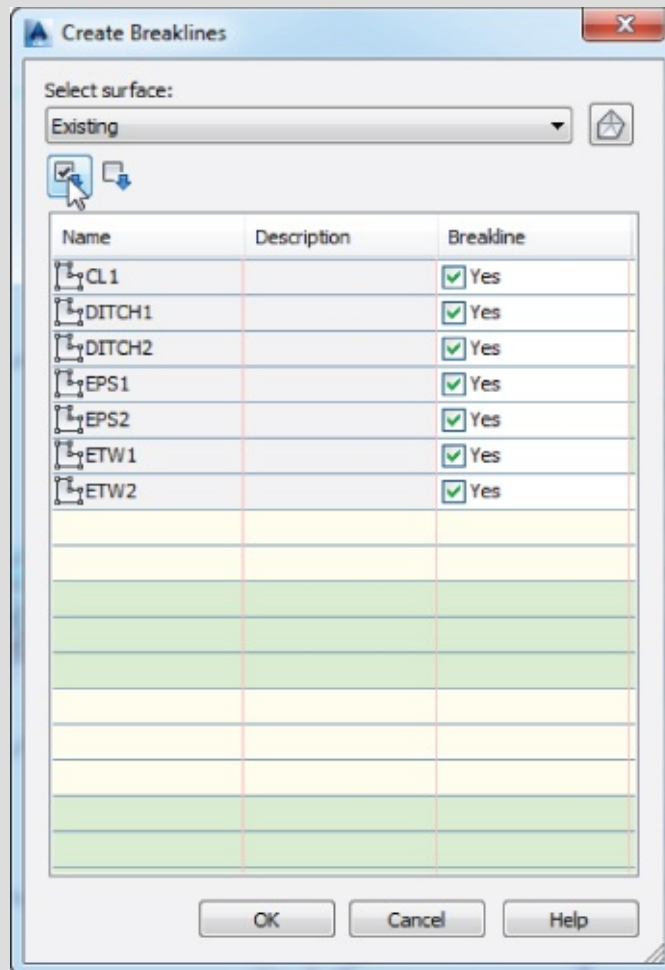 Create Breaklines
Select surface:
Existing
Name Description Breakline
CL1 Yes
DITCH1 Yes
DITCH2 Yes
EPS1 Yes
EPS2 Yes
ETW1 Yes
ETW2 Yes
OK Cancel Help